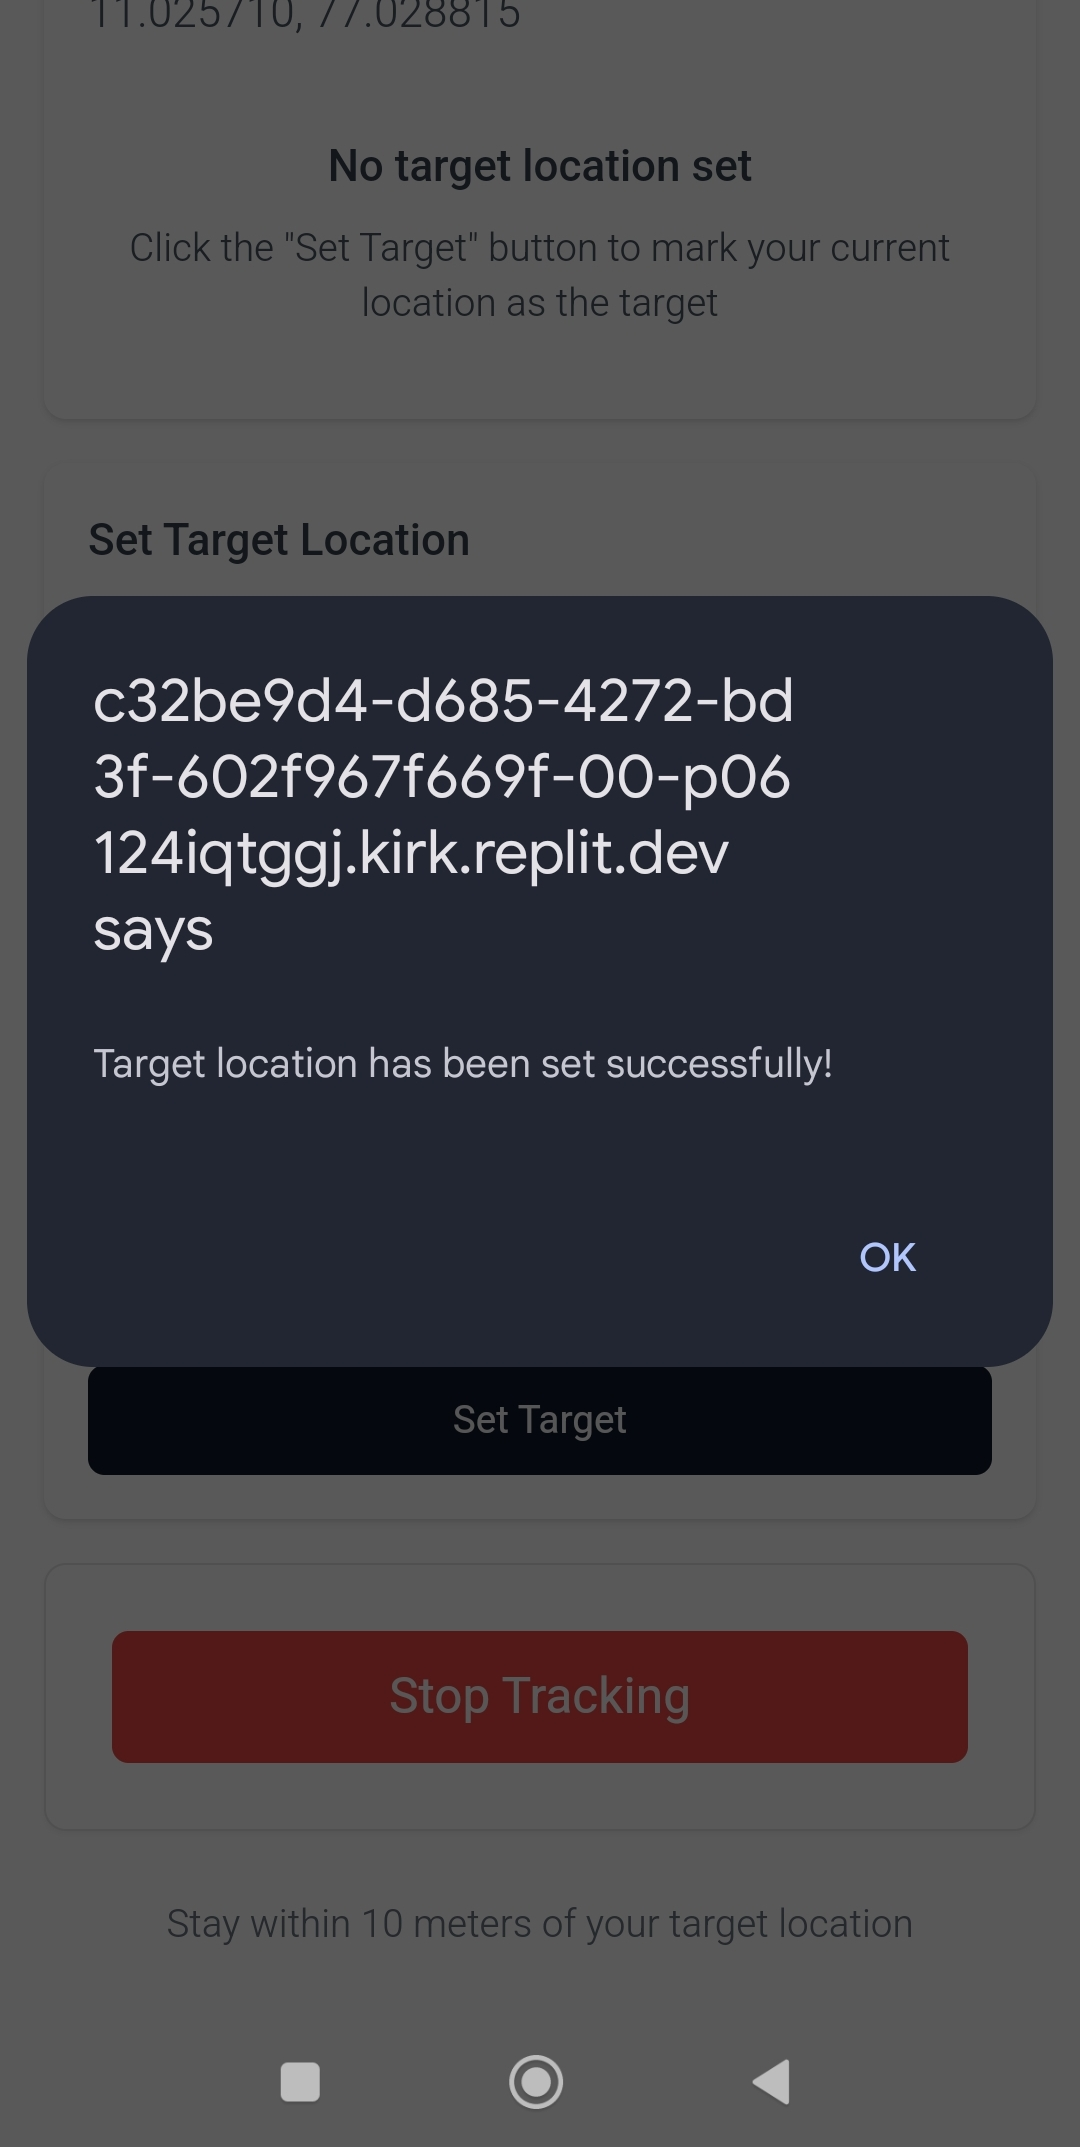 11.025710, 77.028815
No target location set
Click the "Set Target" button to mark your current
location as the target
Set Target Location
c32be9d4-d685-4272-bd
3f-602f967f669f-00-p06
124iqtggj.kirk.replit.dev
says
Target location has been set successfully!
OK
Set Target
Stop Tracking
Stay within 10 meters of your target location